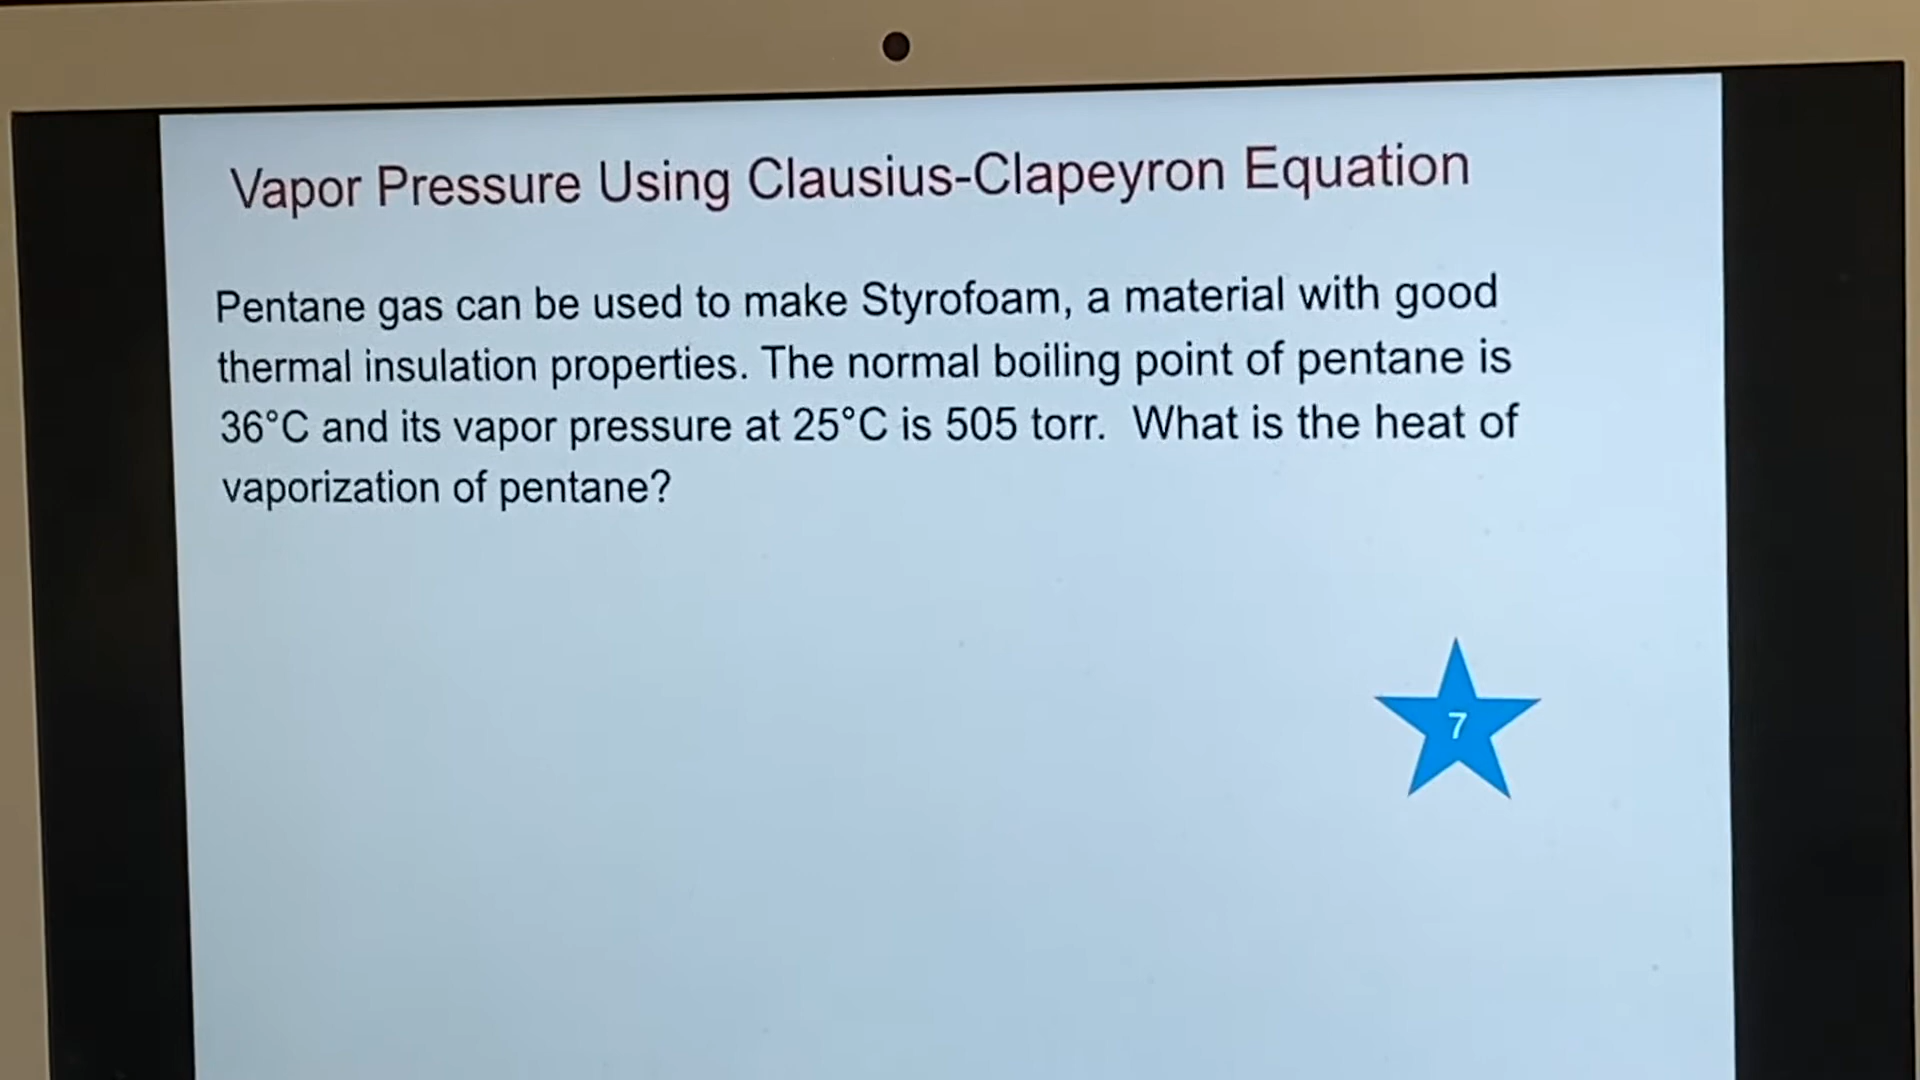 Vapor Pressure Using Clausius-Clapeyron Equation
Pentane gas can be used to make Styrofoam, a material with good
thermal insulation properties. The normal boiling point of pentane is
36°C and its vapor pressure at 25°C is 505 torr. What is the heat of
vaporization of pentane?
7